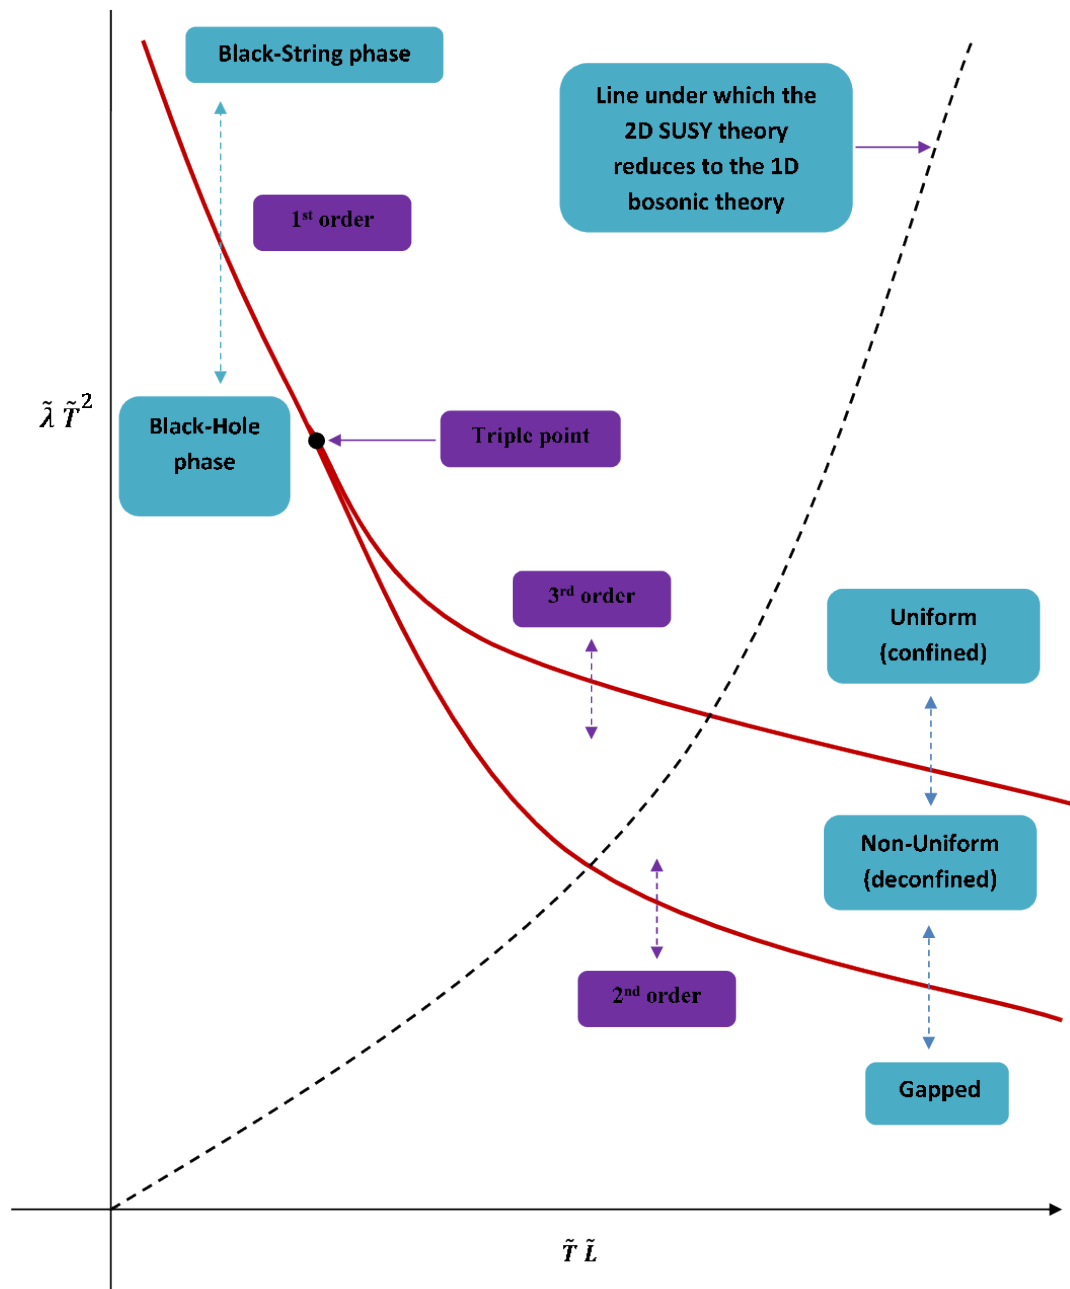 Black-String phase
Line under which the
2D SUSY theory
reduces to the 1D
bosonic theory
1st order
λ̃ T̃²
Black-Hole
phase
Triple point
3rd order
Uniform
(confined)
Non-Uniform
(deconfined)
2nd order
Gapped
T̃ L̃